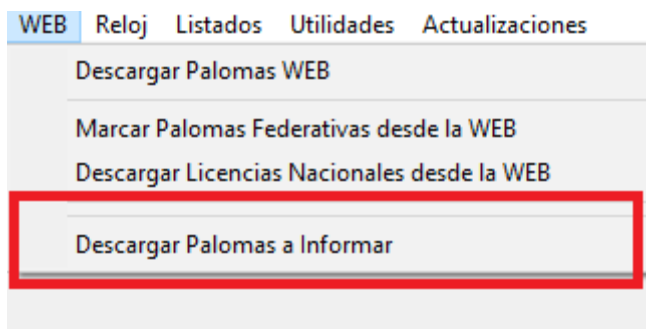 WEB Reloj Listados Utilidades Actualizaciones
Descargar Palomas WEB
Marcar Palomas Federativas desde la WEB
Descargar Licencias Nacionales desde la WEB
Descargar Palomas a Informar